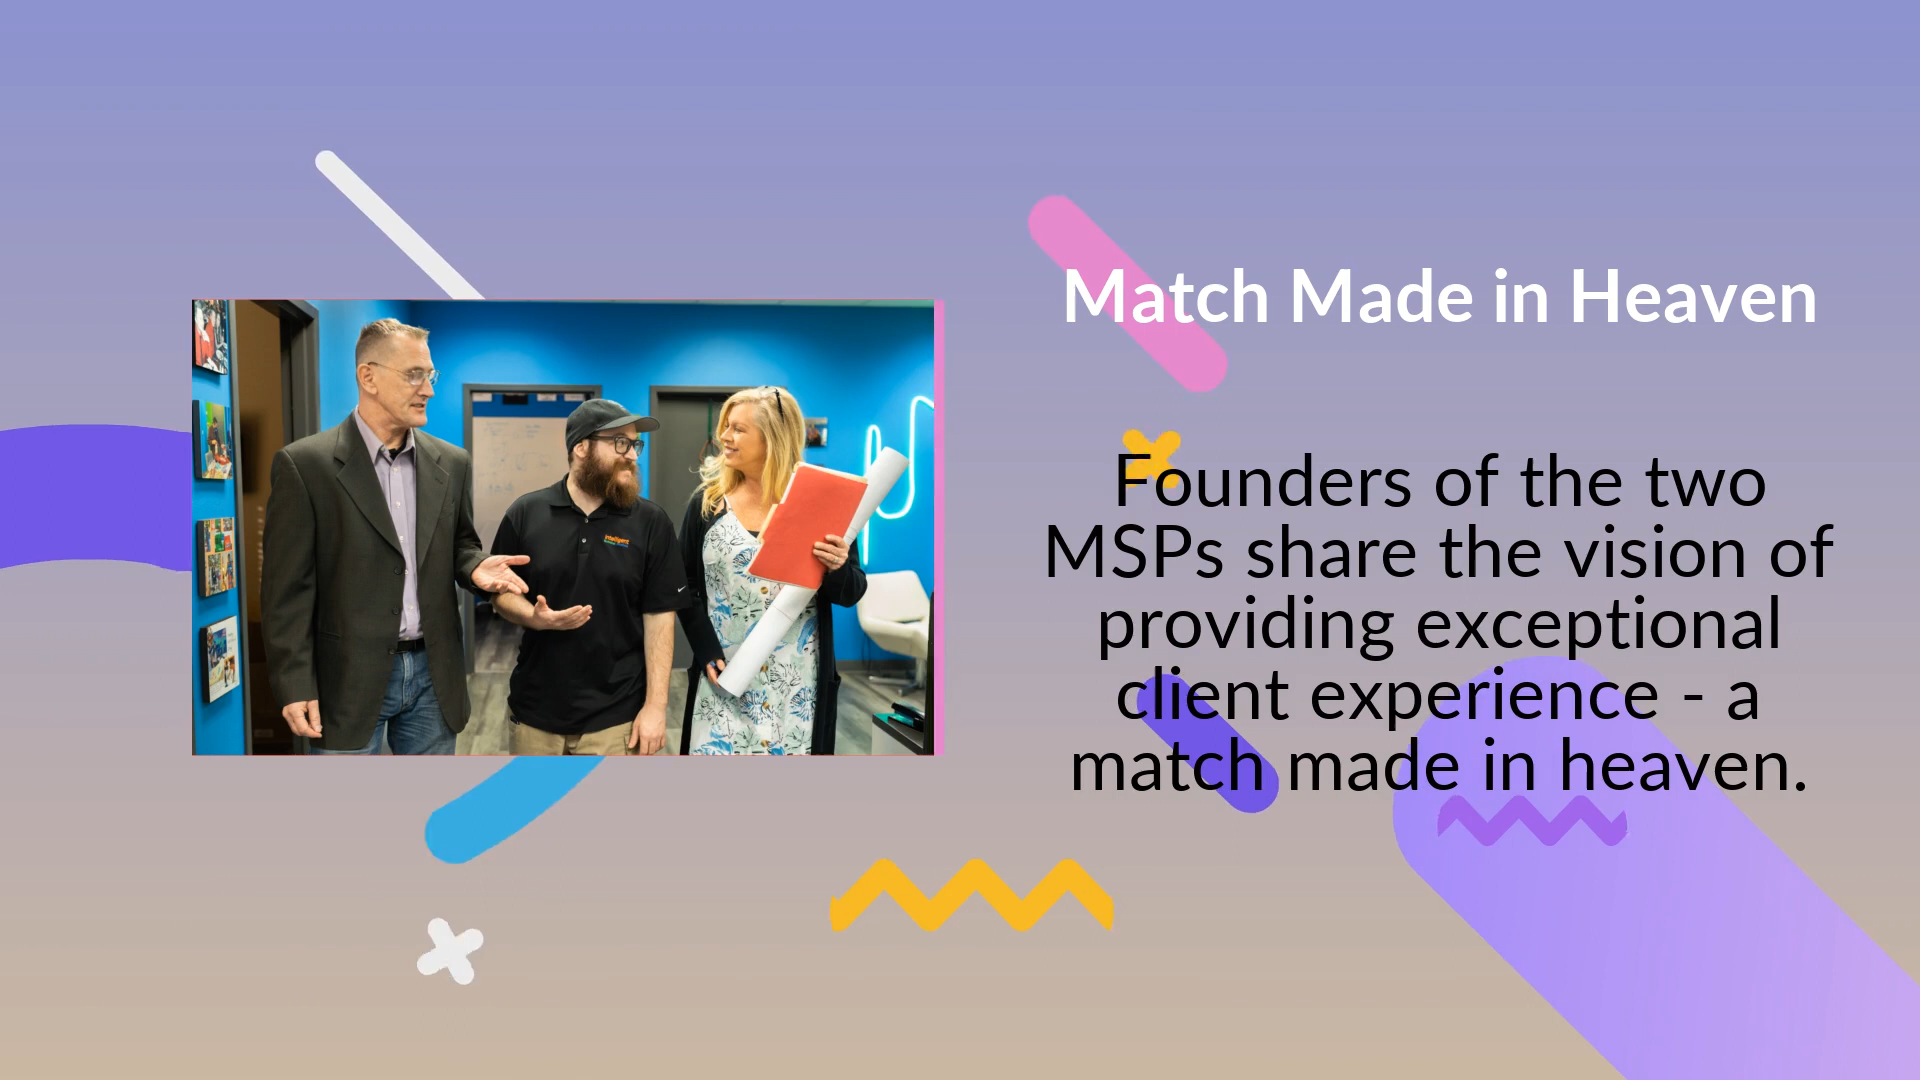 Match Made in Heaven
Founders of the two
MSPs share the vision of
providing exceptional
client experience - a
match made in heaven.
Intelligent